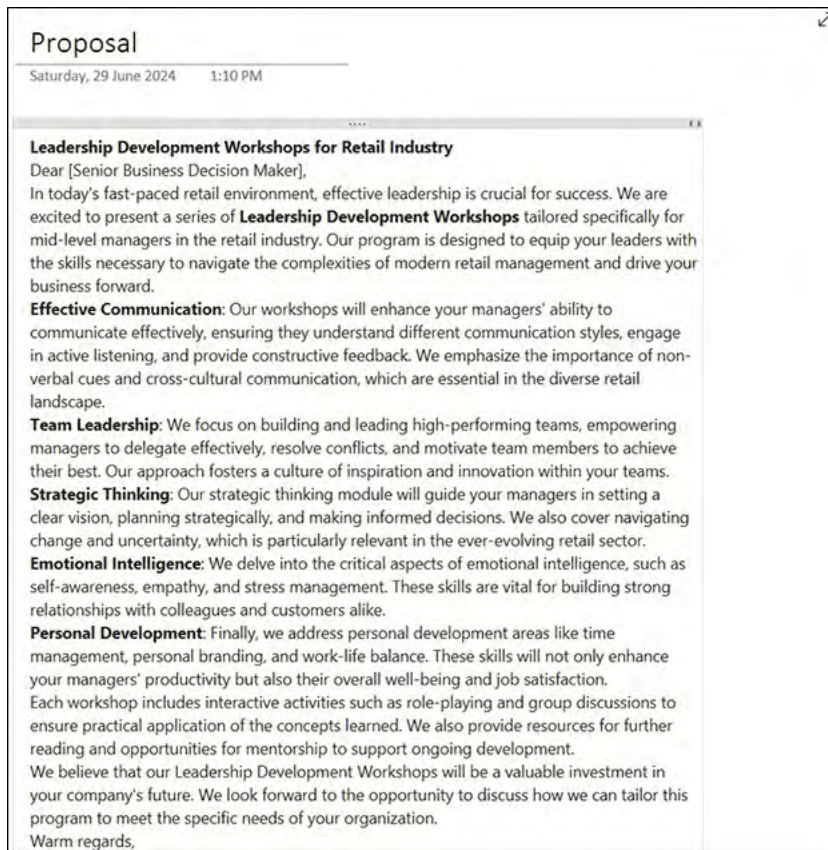 Proposal
Saturday, 29 June 2024 1:10 PM
Leadership Development Workshops for Retail Industry
Dear [Senior Business Decision Maker],
In today's fast-paced retail environment, effective leadership is crucial for success. We are
excited to present a series of Leadership Development Workshops tailored specifically for
mid-level managers in the retail industry. Our program is designed to equip your leaders with
the skills necessary to navigate the complexities of modern retail management and drive your
business forward.
Effective Communication: Our workshops will enhance your managers' ability to
communicate effectively, ensuring they understand different communication styles, engage
in active listening, and provide constructive feedback. We emphasize the importance of non-
verbal cues and cross-cultural communication, which are essential in the diverse retail
landscape.
Team Leadership: We focus on building and leading high-performing teams, empowering
managers to delegate effectively, resolve conflicts, and motivate team members to achieve
their best. Our approach fosters a culture of inspiration and innovation within your teams.
Strategic Thinking: Our strategic thinking module will guide your managers in setting a
clear vision, planning strategically, and making informed decisions. We also cover navigating
change and uncertainty, which is particularly relevant in the ever-evolving retail sector.
Emotional Intelligence: We delve into the critical aspects of emotional intelligence, such as
self-awareness, empathy, and stress management. These skills are vital for building strong
relationships with colleagues and customers alike.
Personal Development: Finally, we address personal development areas like time
management, personal branding, and work-life balance. These skills will not only enhance
your managers' productivity but also their overall well-being and job satisfaction.
Each workshop includes interactive activities such as role-playing and group discussions to
ensure practical application of the concepts learned. We also provide resources for further
reading and opportunities for mentorship to support ongoing development.
We believe that our Leadership Development Workshops will be a valuable investment in
your company's future. We look forward to the opportunity to discuss how we can tailor this
program to meet the specific needs of your organization.
Warm regards,